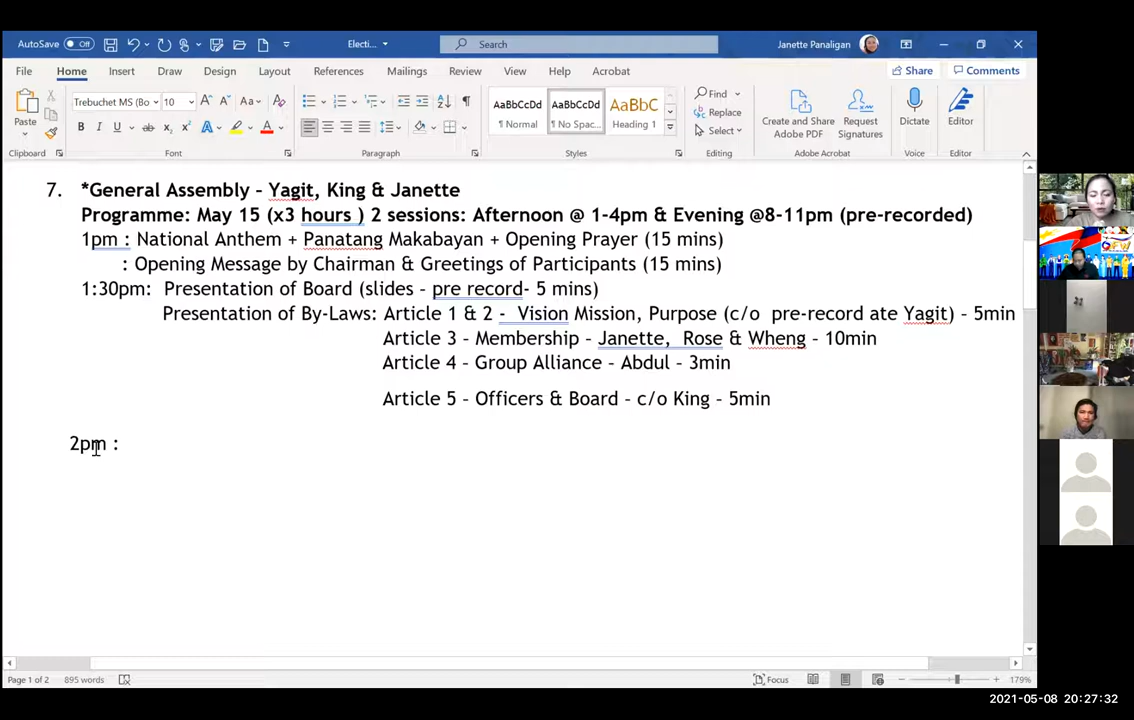 AutoSave Off Electi... Search Janette Panaligan
File Home Insert Draw Design Layout References Mailings Review View Help Acrobat Share Comments
Paste Trebuchet MS (Bo 10 AaBbCcDd AaBbCcDd AaBbC Find Replace Select Create and Share Adobe PDF Request Signatures Dictate Editor
¶ Normal ¶ No Spac... Heading 1
Clipboard Font Paragraph Styles Editing Adobe Acrobat Voice Editor
7. *General Assembly - Yagit, King & Janette
Programme: May 15 (x3 hours ) 2 sessions: Afternoon @ 1-4pm & Evening @8-11pm (pre-recorded)
1pm : National Anthem + Panatang Makabayan + Opening Prayer (15 mins)
: Opening Message by Chairman & Greetings of Participants (15 mins)
1:30pm: Presentation of Board (slides - pre record- 5 mins)
Presentation of By-Laws: Article 1 & 2 - Vision Mission, Purpose (c/o pre-record ate Yagit) - 5min
Article 3 - Membership - Janette, Rose & Wheng - 10min
Article 4 - Group Alliance - Abdul - 3min
Article 5 - Officers & Board - c/o King - 5min
2pm :
Page 1 of 2 895 words Focus 179%
2021-05-08 20:27:32